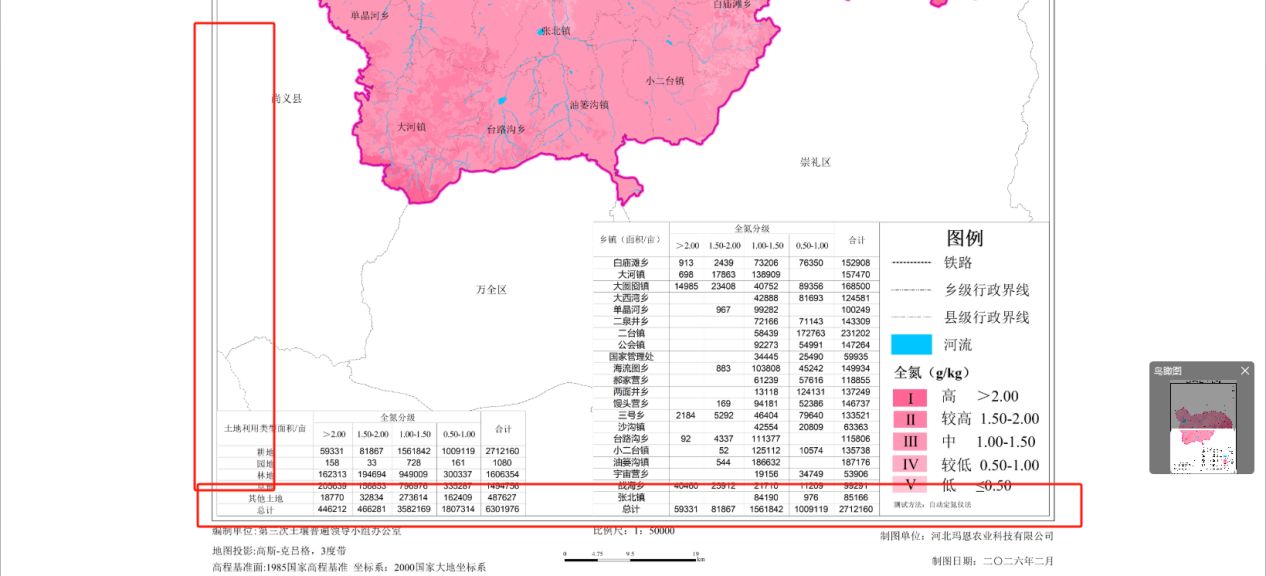 单晶河乡
白庙滩乡
张北镇
小二台镇
尚义县
油篓沟镇
大河镇
台路沟乡
崇礼区
万全区
乡镇（面积/亩） 全氮分级 合计
＞2.00 1.50-2.00 1.00-1.50 0.50-1.00
白庙滩乡 913 2439 73206 76350 152908
大河镇 698 17863 138909 157470
大囫囵镇 14985 23408 40752 89356 168500
大西湾乡 42888 81693 124581
单晶河乡 967 99282 100249
二泉井乡 72166 71143 143309
二台镇 58439 172763 231202
公会镇 92273 54991 147264
国家管理处 34445 25490 59935
海流图乡 883 103808 45242 149934
郝家营乡 61239 57616 118855
两面井乡 13118 124131 137249
馒头营乡 169 94181 52386 146737
三号乡 2184 5292 46404 79640 133521
沙沟镇 42554 20809 63363
台路沟乡 92 4337 111377 115806
小二台镇 52 125112 10574 135738
油篓沟镇 544 186632 187176
宇宙营乡 19156 34749 53906
战海乡 40460 25912 21710 11209 99291
张北镇 84190 976 85166
总计 59331 81867 1561842 1009119 2712160
图例
铁路
乡级行政界线
县级行政界线
河流
全氮（g/kg）
I 高 ＞2.00
II 较高 1.50-2.00
III 中 1.00-1.50
IV 较低 0.50-1.00
V 低 ≤0.50
测试方法：自动定氮仪法
土地利用类型面积/亩 全氮分级 合计
＞2.00 1.50-2.00 1.00-1.50 0.50-1.00
耕地 59331 81867 1561842 1009119 2712160
园地 158 33 728 161 1080
林地 162313 194694 949009 300337 1606354
其他土地 18770 32834 273614 162409 487627
总计 446212 466281 3582169 1807314 6301976
编制单位:第三次土壤普遍领导小组办公室
地图投影:高斯-克吕格，3度带
高程基准面:1985国家高程基准 坐标系：2000国家大地坐标系
比例尺：1：50000
0 4.75 9.5 19
km
制图单位：河北玛恩农业科技有限公司
制图日期：二〇二六年二月
鸟瞰图